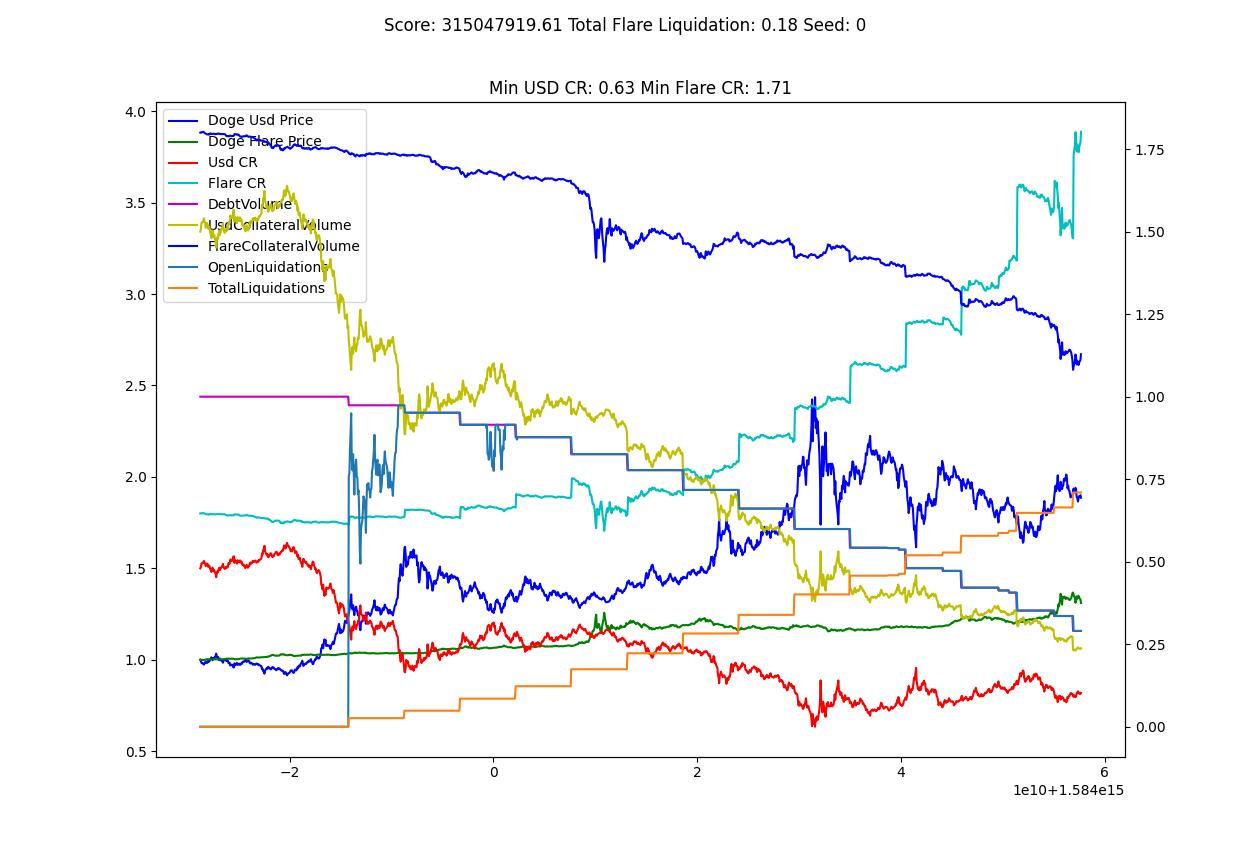 Score: 315047919.61 Total Flare Liquidation: 0.18 Seed: 0
Min USD CR: 0.63 Min Flare CR: 1.71
Doge Usd Price
Doge Flare Price
Usd CR
Flare CR
DebtVolume
UsdCollateralVolume
FlareCollateralVolume
OpenLiquidations
TotalLiquidations
4.0
3.5
3.0
2.5
2.0
1.5
1.0
0.5
1.75
1.50
1.25
1.00
0.75
0.50
0.25
0.00
−2
0
2
4
6
1e10+1.584e15